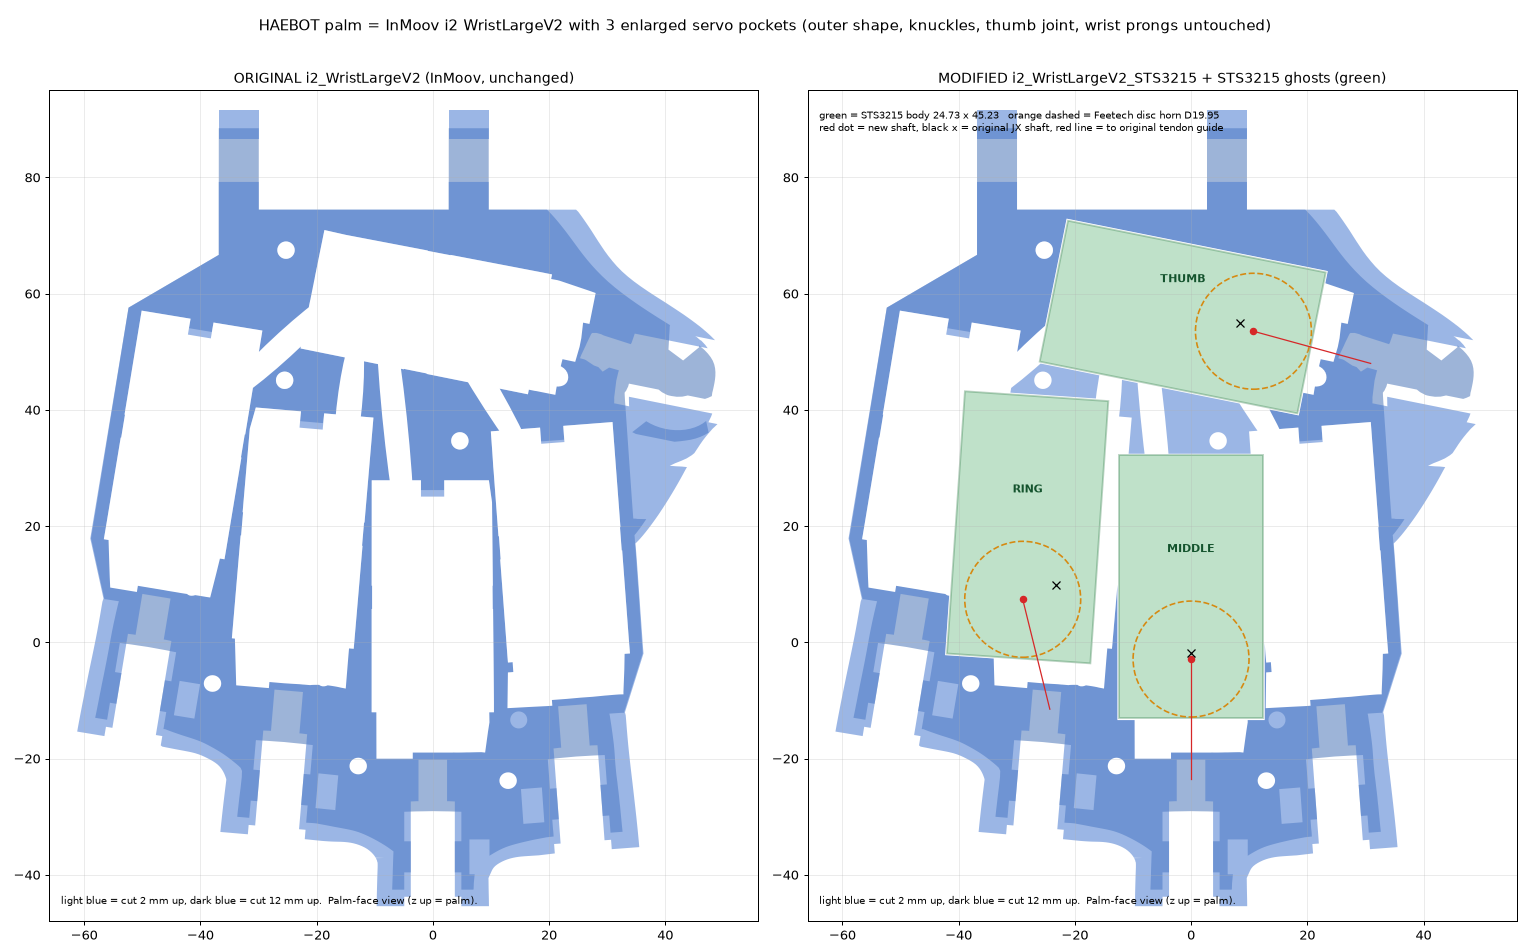 HAEBOT palm = InMoov i2 WristLargeV2 with 3 enlarged servo pockets (outer shape, knuckles, thumb joint, wrist prongs untouched)
ORIGINAL i2_WristLargeV2 (InMoov, unchanged)
80
60
40
20
0
−20
−40
light blue = cut 2 mm up, dark blue = cut 12 mm up.  Palm-face view (z up = palm).
−60
−40
−20
0
20
40
MODIFIED i2_WristLargeV2_STS3215 + STS3215 ghosts (green)
green = STS3215 body 24.73 x 45.23   orange dashed = Feetech disc horn D19.95
red dot = new shaft, black x = original JX shaft, red line = to original tendon guide
80
60
40
20
0
−20
−40
THUMB
RING
MIDDLE
light blue = cut 2 mm up, dark blue = cut 12 mm up.  Palm-face view (z up = palm).
−60
−40
−20
0
20
40